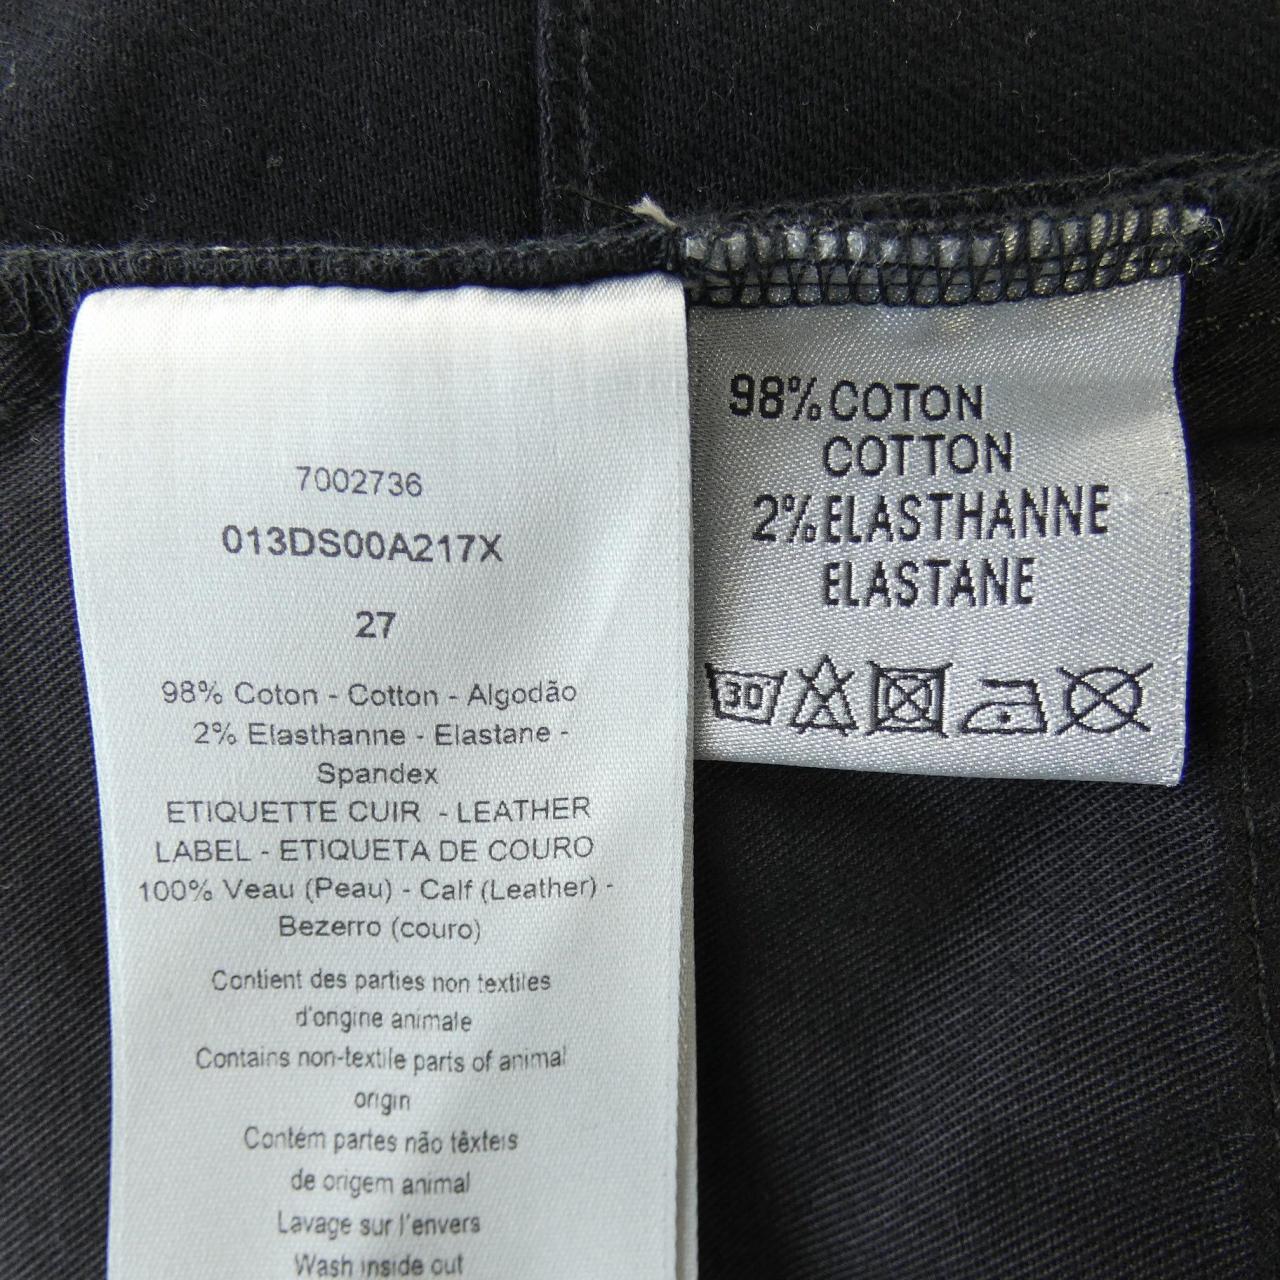 7002736
013DS00A217X
27
98% Coton - Cotton - Algodão
2% Elasthanne - Elastane -
Spandex
ETIQUETTE CUIR - LEATHER
LABEL - ETIQUETA DE COURO
100% Veau (Peau) - Calf (Leather) -
Bezerro (couro)
Contient des parties non textiles
d'ongine animale
Contains non-textile parts of animal
origin
Contém partes não têxteis
de origem animal
Lavage sur l'envers
Wash inside out
98% COTON
COTTON
2% ELASTHANNE
ELASTANE
30